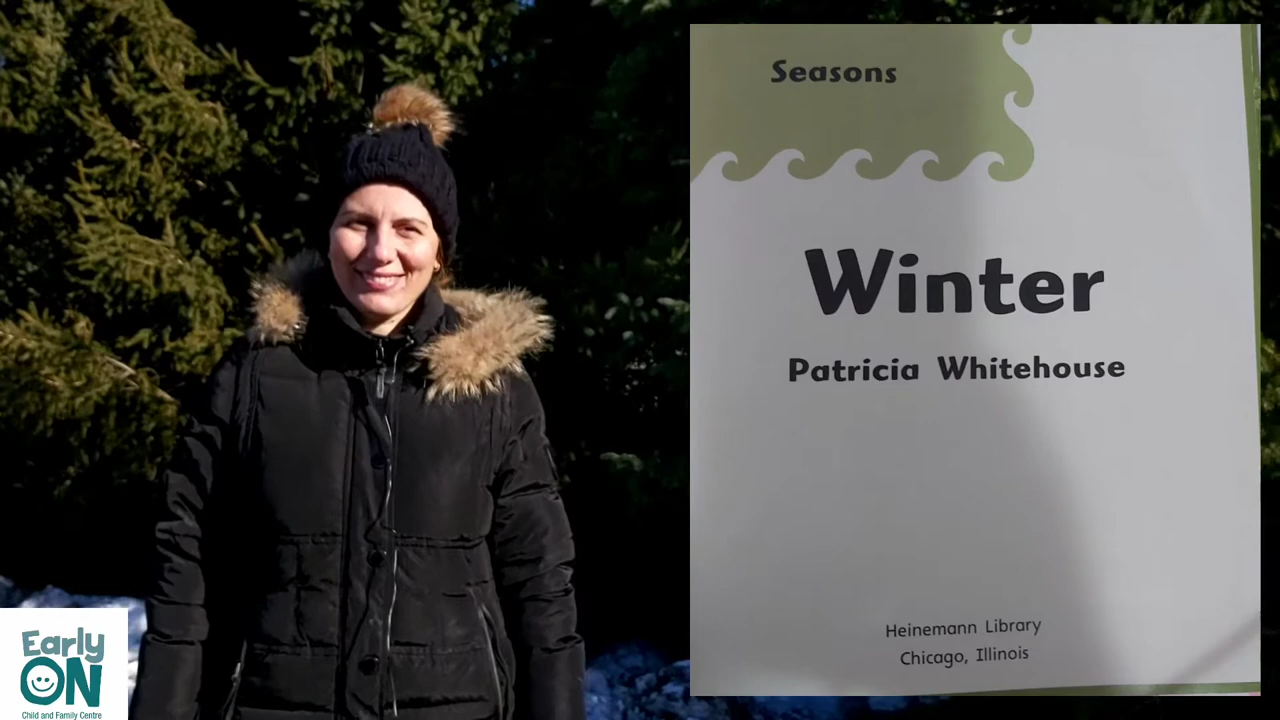 Seasons
Winter
Patricia Whitehouse
Heinemann Library
Chicago, Illinois
Early
ON
Child and Family Centre